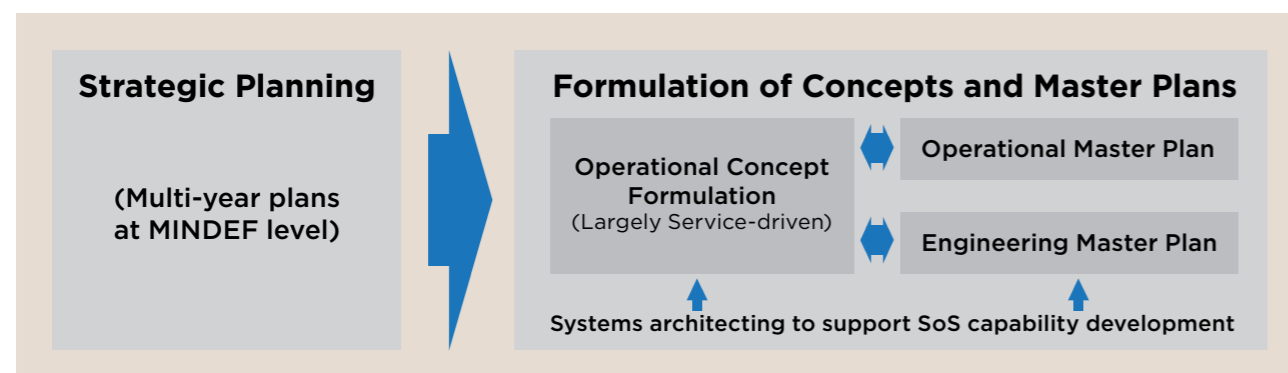 Strategic Planning
(Multi-year plans
at MINDEF level)
Formulation of Concepts and Master Plans
Operational Concept
Formulation
(Largely Service-driven)
Operational Master Plan
Engineering Master Plan
Systems architecting to support SoS capability development